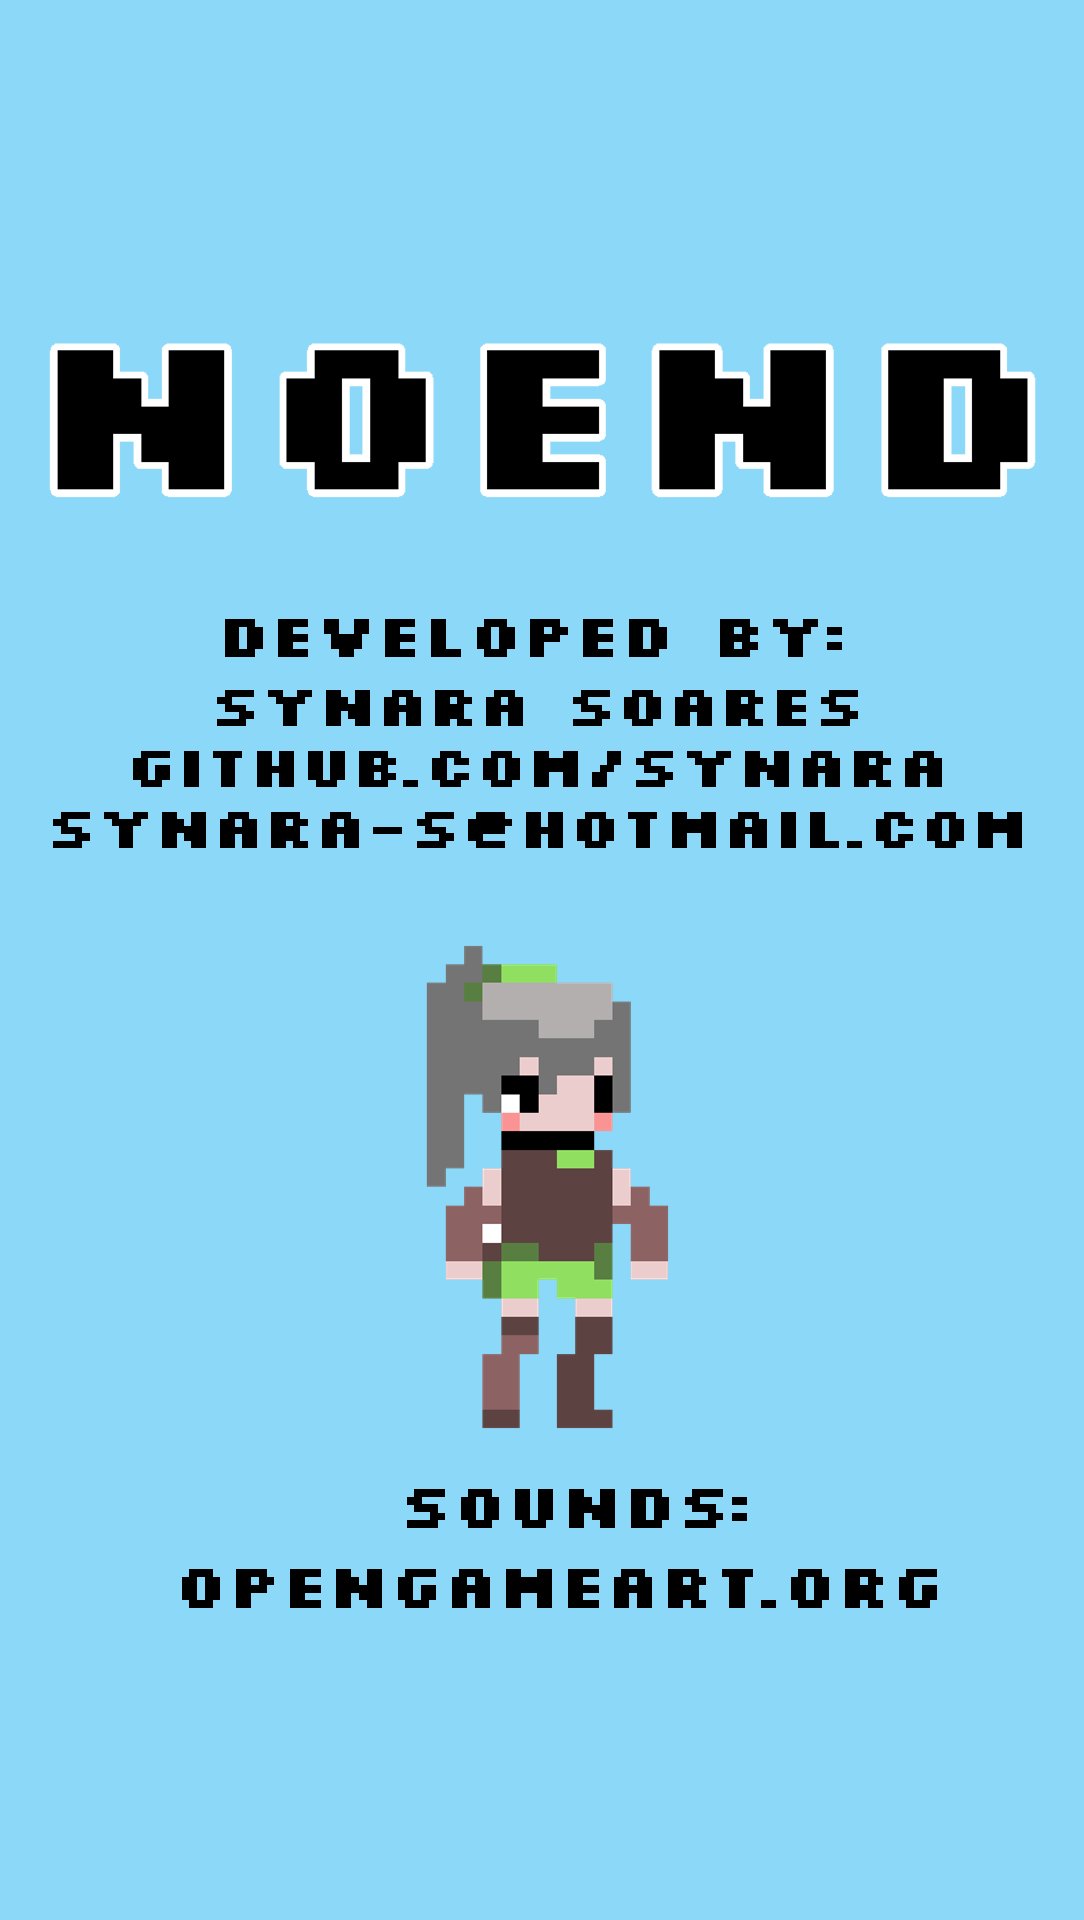 NOEND
DEVELOPED BY:
SYNARA SOARES
GITHUB.COM/SYNARA
SYNARA-S@HOTMAIL.COM
SOUNDS:
OPENGAMEART.ORG